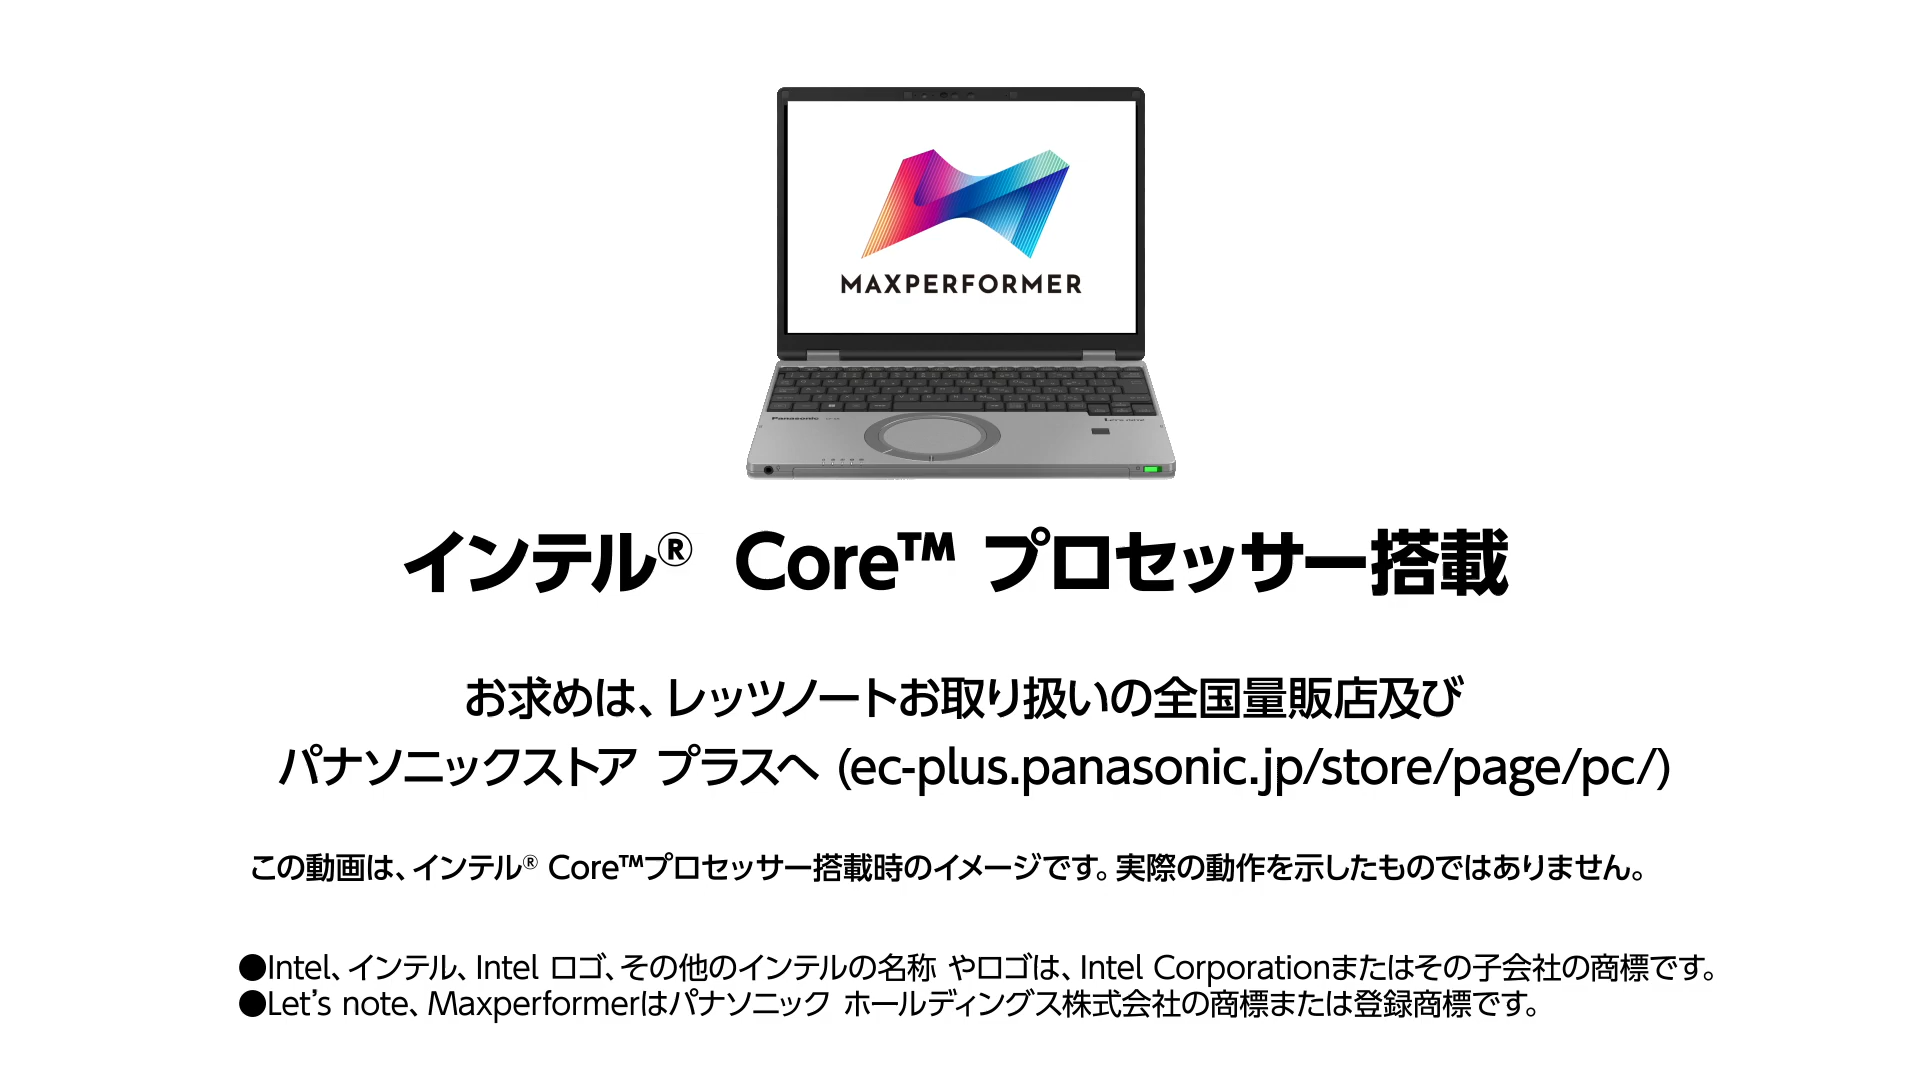 MAXPERFORMER
Panasonic
インテル® Core™ プロセッサー搭載
お求めは、レッツノートお取り扱いの全国量販店及び
パナソニックストア プラスへ (ec-plus.panasonic.jp/store/page/pc/)
この動画は、インテル® Core™プロセッサー搭載時のイメージです。実際の動作を示したものではありません。
●Intel、インテル、Intel ロゴ、その他のインテルの名称 やロゴは、Intel Corporationまたはその子会社の商標です。
●Let’s note、Maxperformerはパナソニック ホールディングス株式会社の商標または登録商標です。